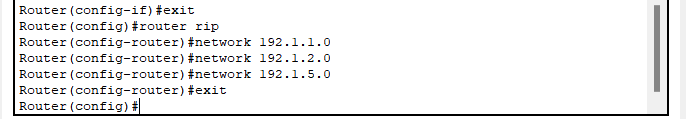 Router(config-if)#exit
Router(config)#router rip
Router(config-router)#network 192.1.1.0
Router(config-router)#network 192.1.2.0
Router(config-router)#network 192.1.5.0
Router(config-router)#exit
Router(config)#